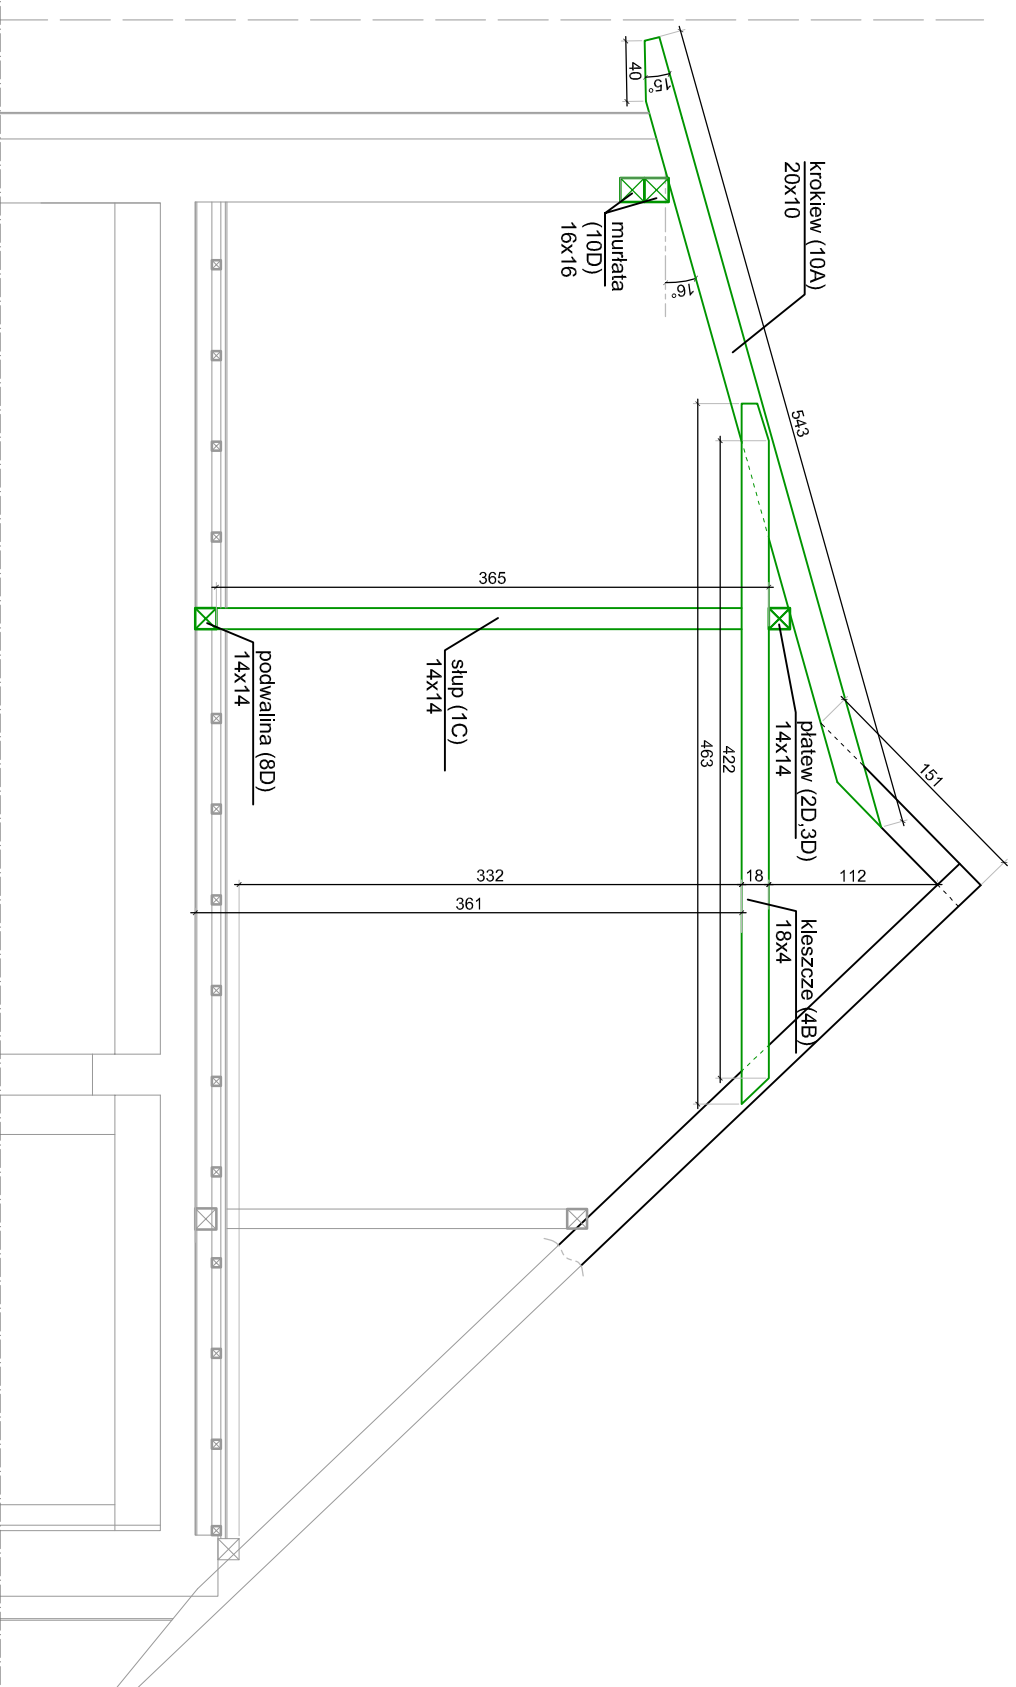 krokiew (10A)
20x10
543
40
15°
murłata
(10D)
16x16
16°
płatew (2D,3D)
14x14
151
365
słup (1C)
14x14
podwalina (8D)
14x14
422
463
112
18
332
361
kleszcze (4B)
18x4